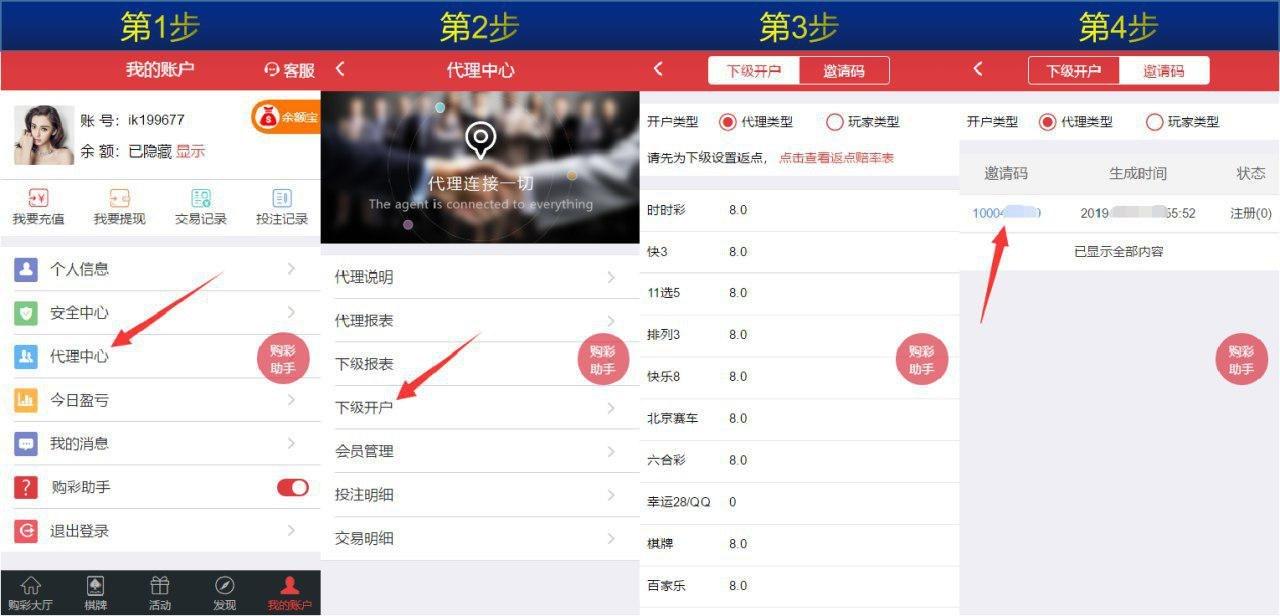 第1步
我的账户
客服
账 号: ik199677
余额宝
余 额: 已隐藏 显示
我要充值 我要提现 交易记录 投注记录
个人信息
安全中心
代理中心
今日盈亏
我的消息
购彩助手
退出登录
购彩
助手
购彩大厅 棋牌 活动 发现 我的账户
第2步
代理中心
代理连接一切
The agent is connected to everything
代理说明
代理报表
下级报表
下级开户
会员管理
投注明细
交易明细
购彩
助手
第3步
下级开户 邀请码
开户类型 代理类型 玩家类型
请先为下级设置返点, 点击查看返点赔率表
时时彩 8.0
快3 8.0
11选5 8.0
排列3 8.0
快乐8 8.0
北京赛车 8.0
六合彩 8.0
幸运28/QQ 0
棋牌 8.0
百家乐 8.0
购彩
助手
第4步
下级开户 邀请码
开户类型 代理类型 玩家类型
邀请码 生成时间 状态
1000 2019 55:52 注册(0)
已显示全部内容
购彩
助手